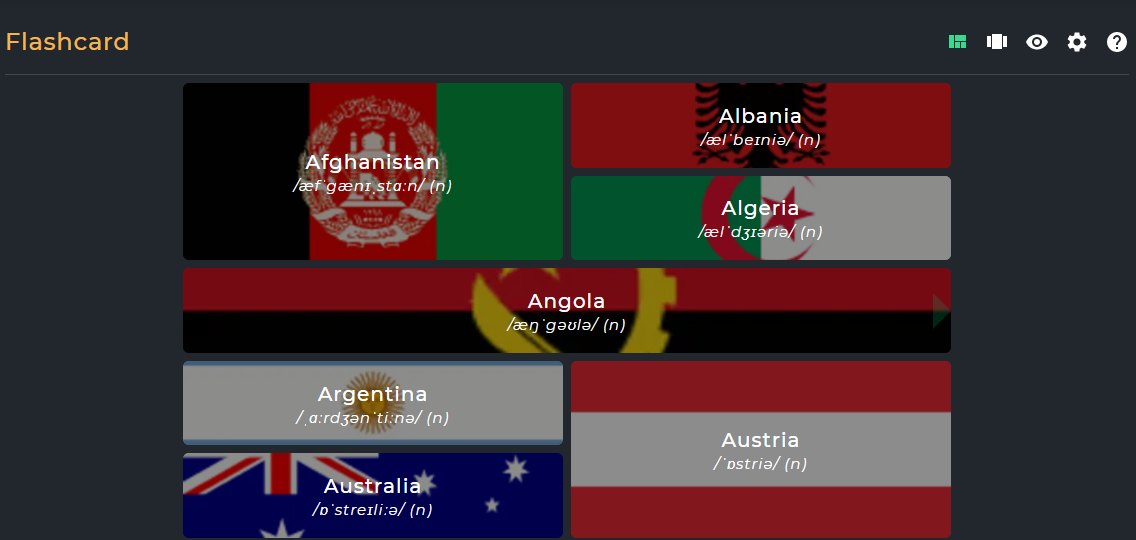 Flashcard
Afghanistan
/æfˈɡænɪˌstɑːn/ (n)
Albania
/ælˈbeɪniə/ (n)
Algeria
/ælˈdʒɪəriə/ (n)
Angola
/æŋˈɡəʊlə/ (n)
Argentina
/ˌɑːrdʒənˈtiːnə/ (n)
Australia
/ɒˈstreɪliːə/ (n)
Austria
/ˈɒstriə/ (n)